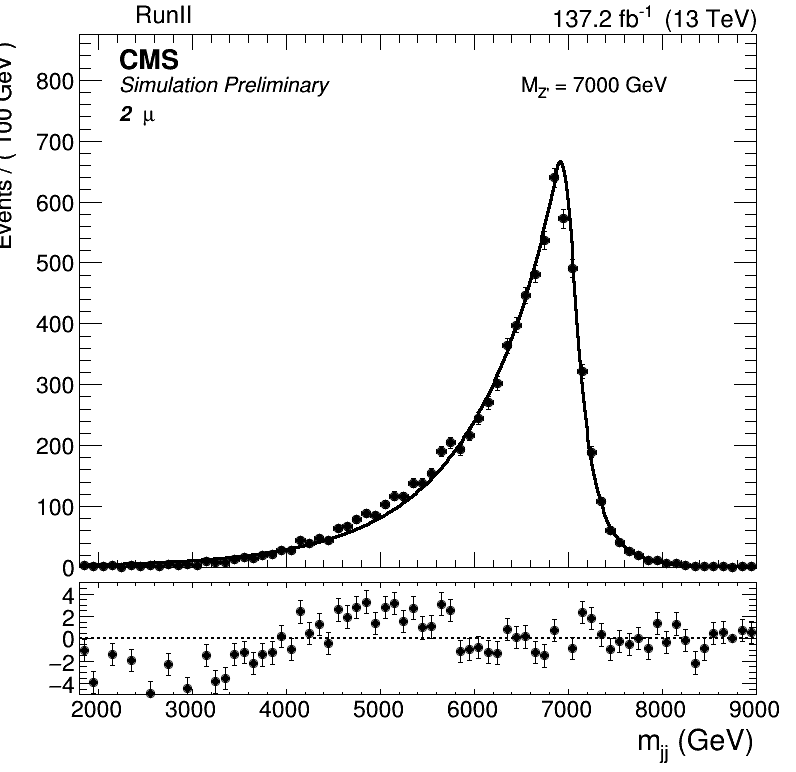 RunII 137.2 fb⁻¹ (13 TeV)
Events / ( 100 GeV )
CMS
Simulation Preliminary
M_Z' = 7000 GeV
2 μ
800
700
600
500
400
300
200
100
0
4
2
0
−2
−4
2000 3000 4000 5000 6000 7000 8000 9000
m_jj (GeV)